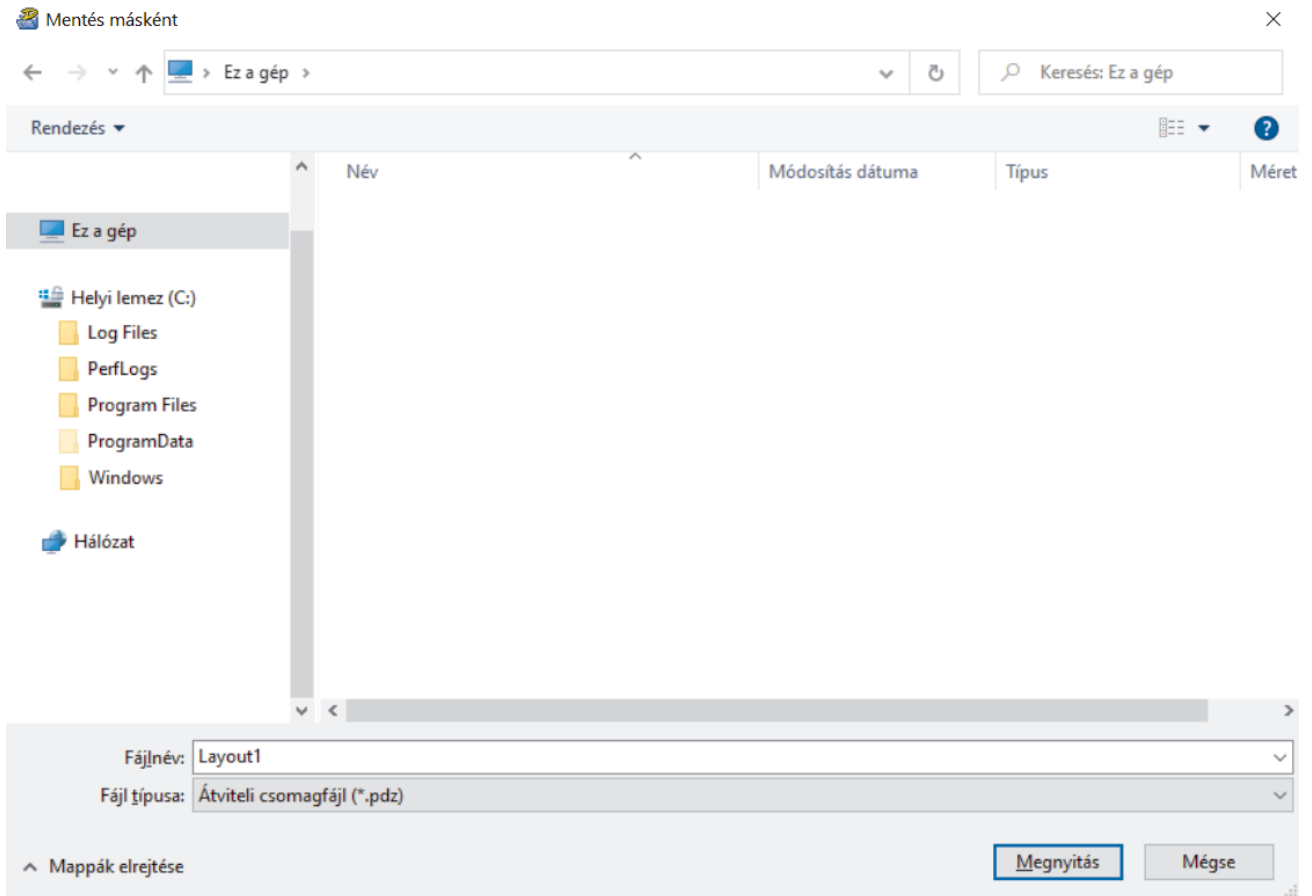 Mentés másként
Ez a gép
Keresés: Ez a gép
Rendezés
Név Módosítás dátuma Típus Méret
Ez a gép
Helyi lemez (C:)
Log Files
PerfLogs
Program Files
ProgramData
Windows
Hálózat
Fájlnév: Layout1
Fájl típusa: Átviteli csomagfájl (*.pdz)
Mappák elrejtése
Megnyitás Mégse